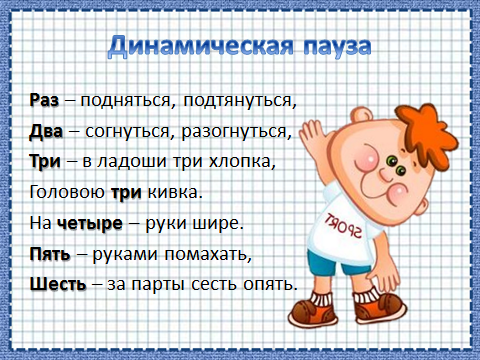 Динамическая пауза
Раз – подняться, подтянуться,
Два – согнуться, разогнуться,
Три – в ладоши три хлопка,
Головою три кивка.
На четыре – руки шире.
Пять – руками помахать,
Шесть – за парты сесть опять.
SPORT